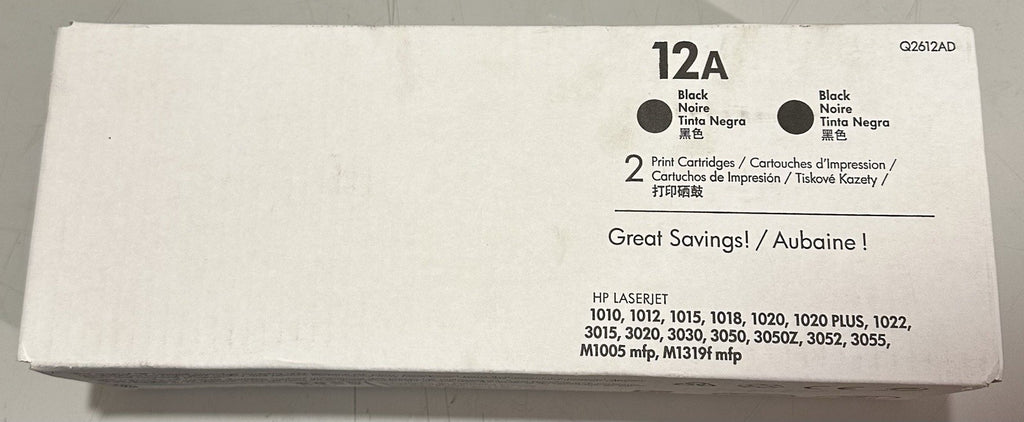 12A
Q2612AD
Black
Noire
Tinta Negra
黑色
Black
Noire
Tinta Negra
黑色
2 Print Cartridges / Cartouches d'Impression /
Cartuchos de Impresión / Tiskové Kazety /
打印硒鼓
Great Savings! / Aubaine !
HP LASERJET
1010, 1012, 1015, 1018, 1020, 1020 PLUS, 1022,
3015, 3020, 3030, 3050, 3050Z, 3052, 3055,
M1005 mfp, M1319f mfp